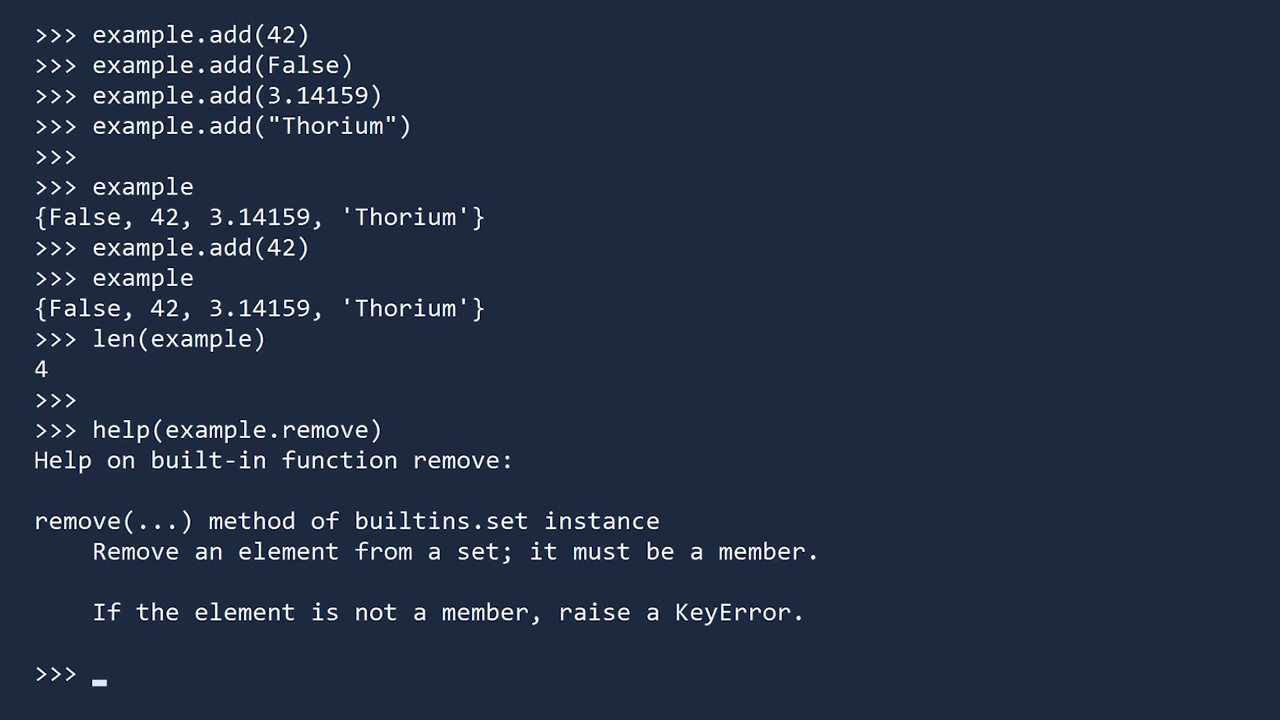 >>> example.add(42)
>>> example.add(False)
>>> example.add(3.14159)
>>> example.add("Thorium")
>>>
>>> example
{False, 42, 3.14159, 'Thorium'}
>>> example.add(42)
>>> example
{False, 42, 3.14159, 'Thorium'}
>>> len(example)
4
>>>
>>> help(example.remove)
Help on built-in function remove:

remove(...) method of builtins.set instance
    Remove an element from a set; it must be a member.

    If the element is not a member, raise a KeyError.

>>> _